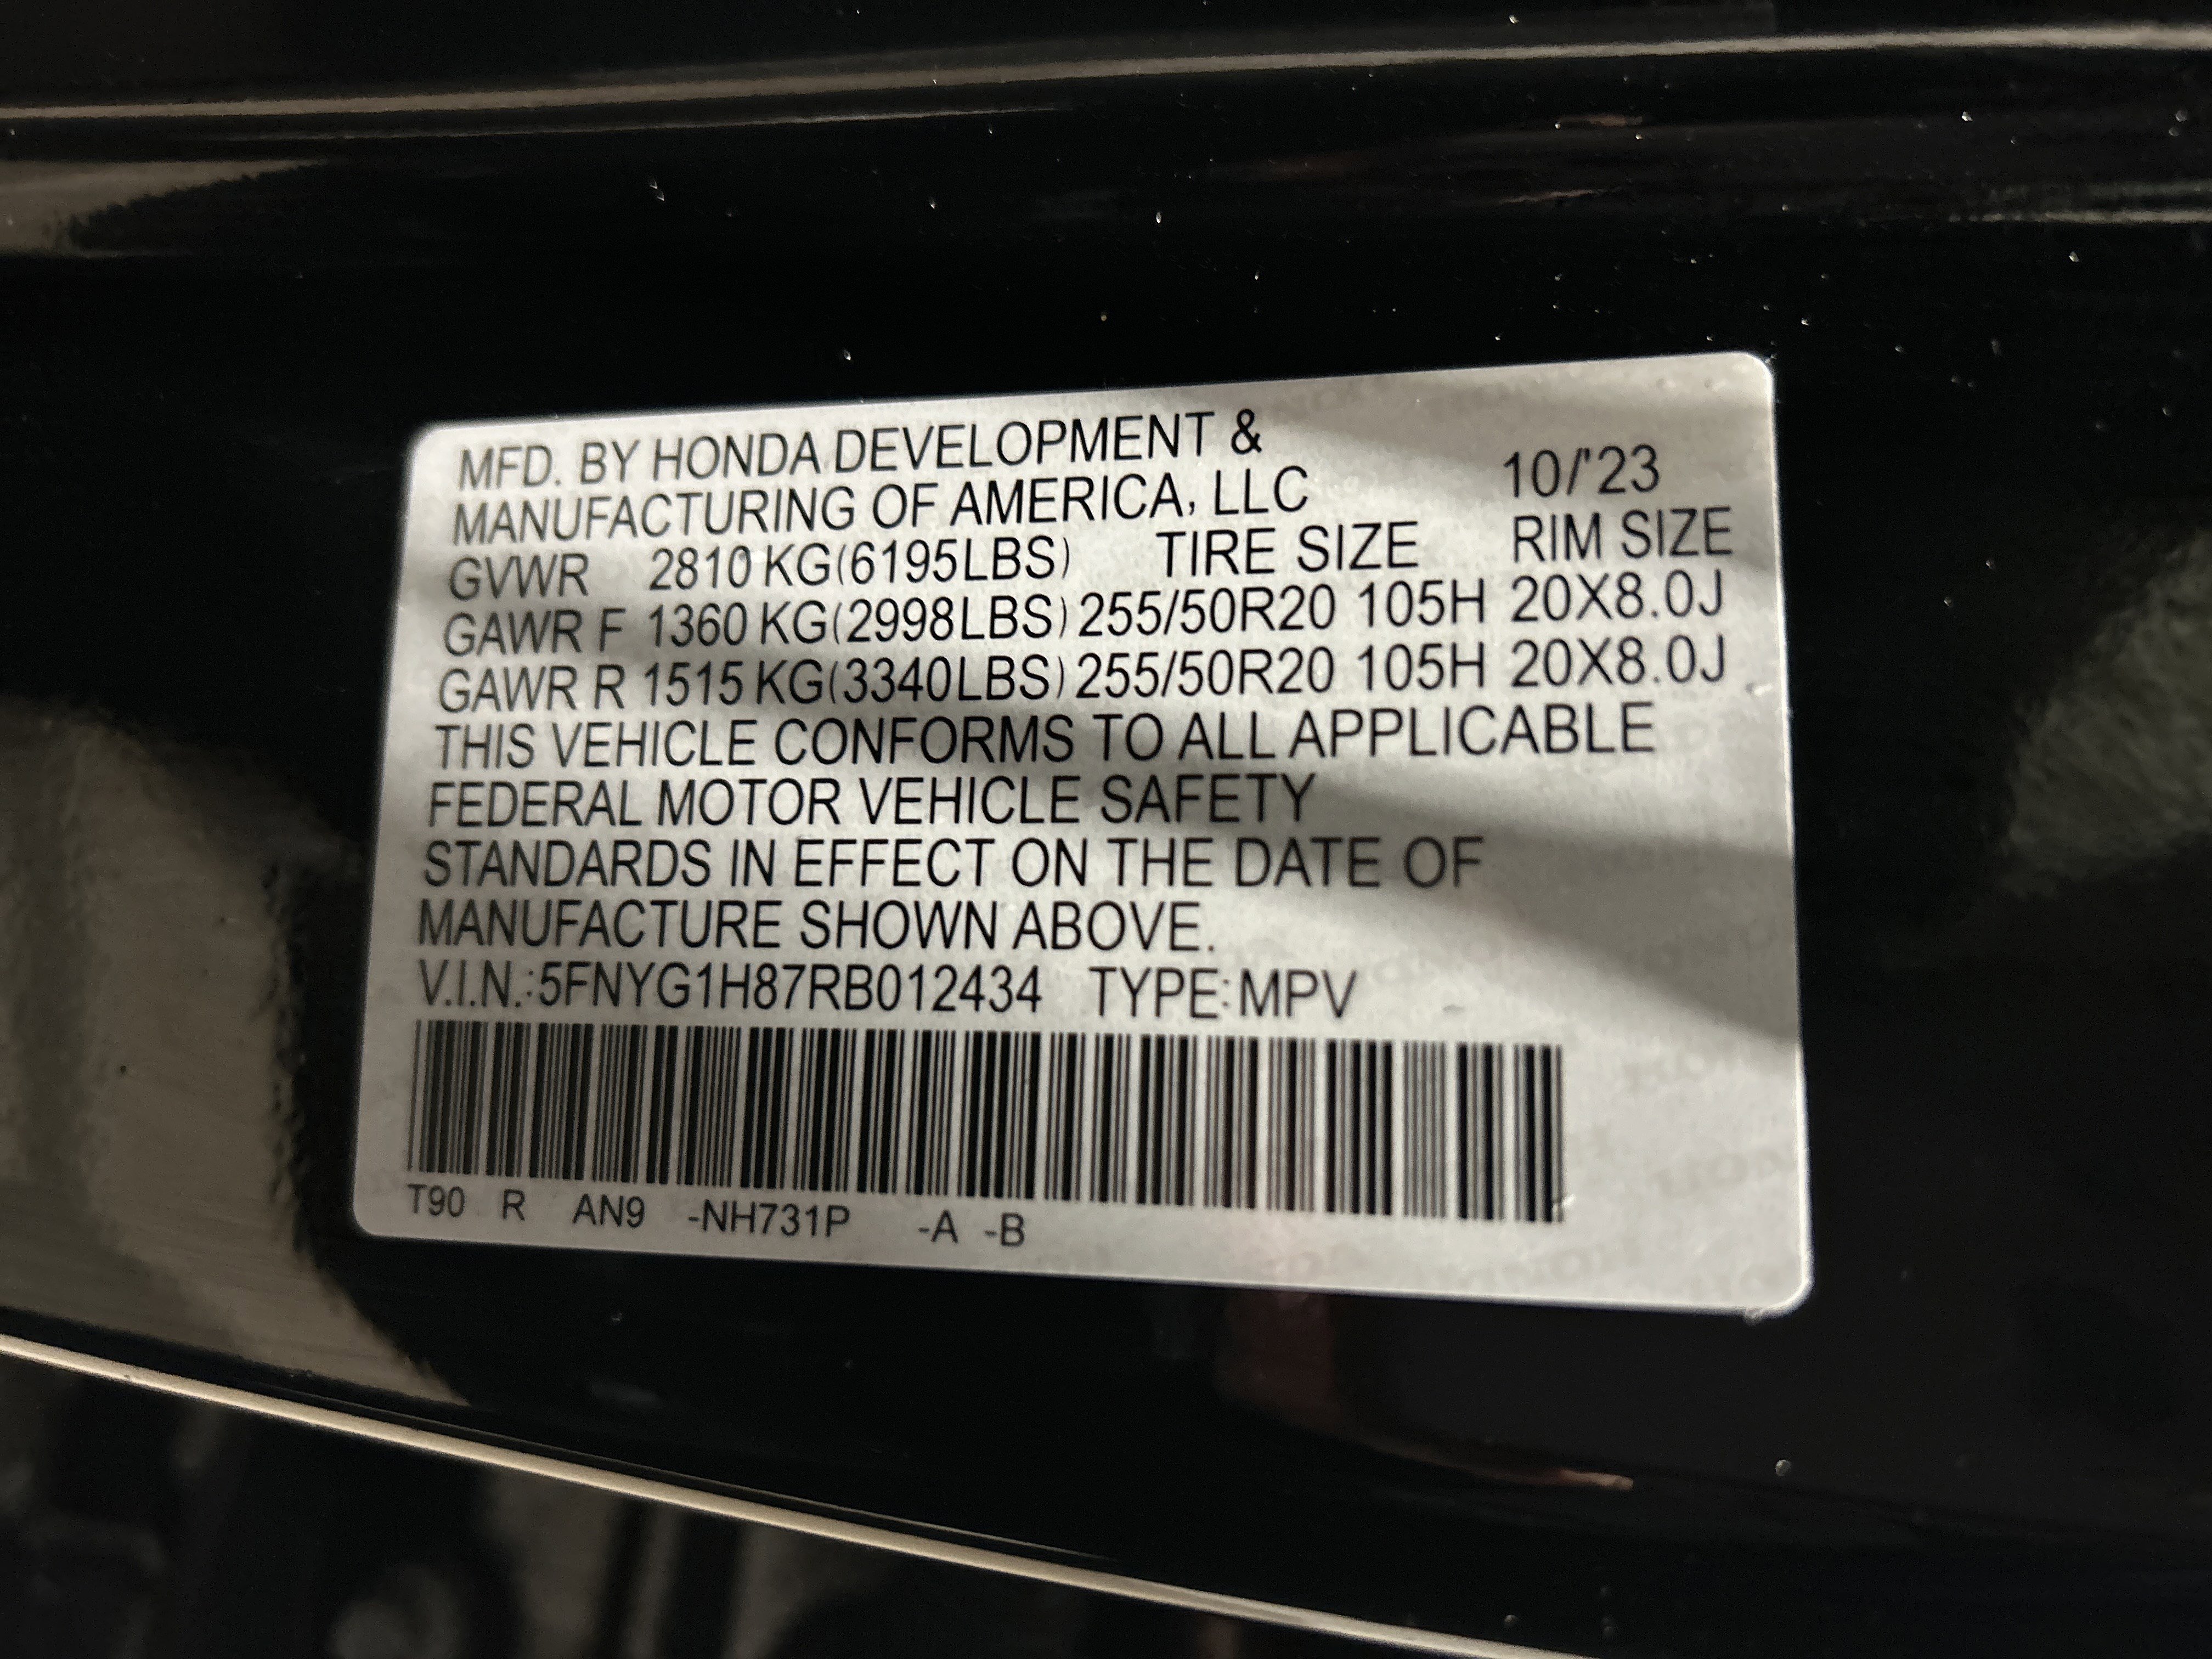 MFD. BY HONDA DEVELOPMENT &
MANUFACTURING OF AMERICA, LLC 10/'23
GVWR 2810 KG(6195LBS) TIRE SIZE RIM SIZE
GAWR F 1360 KG(2998LBS) 255/50R20 105H 20X8.0J
GAWR R 1515 KG(3340LBS) 255/50R20 105H 20X8.0J
THIS VEHICLE CONFORMS TO ALL APPLICABLE
FEDERAL MOTOR VEHICLE SAFETY
STANDARDS IN EFFECT ON THE DATE OF
MANUFACTURE SHOWN ABOVE.
V.I.N.:5FNYG1H87RB012434 TYPE:MPV
T90 R AN9 -NH731P -A -B